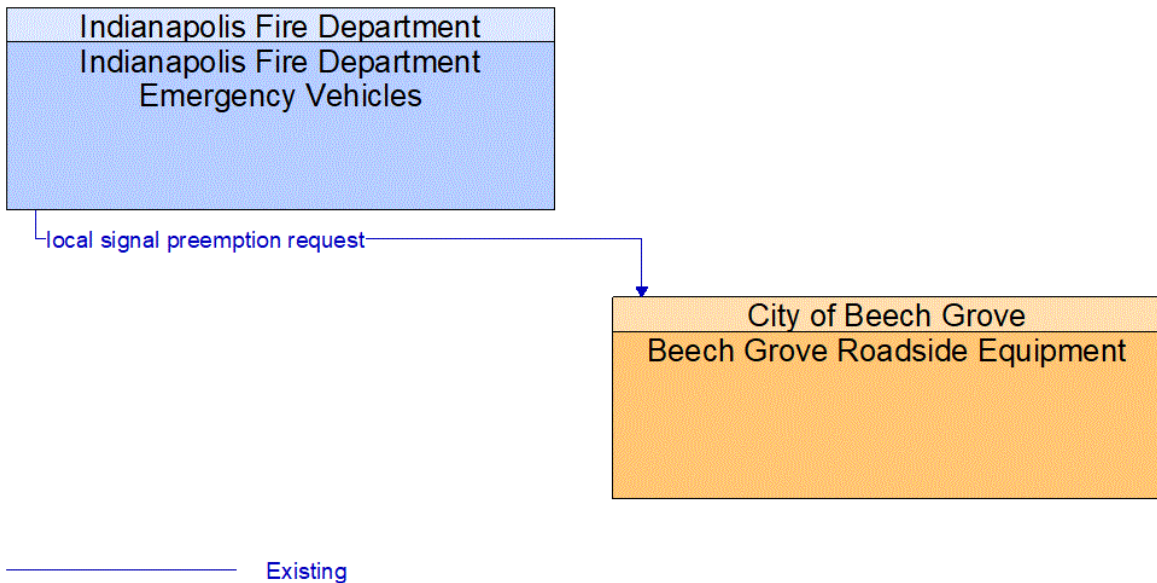 Indianapolis Fire Department
Indianapolis Fire Department
Emergency Vehicles
local signal preemption request
City of Beech Grove
Beech Grove Roadside Equipment
Existing